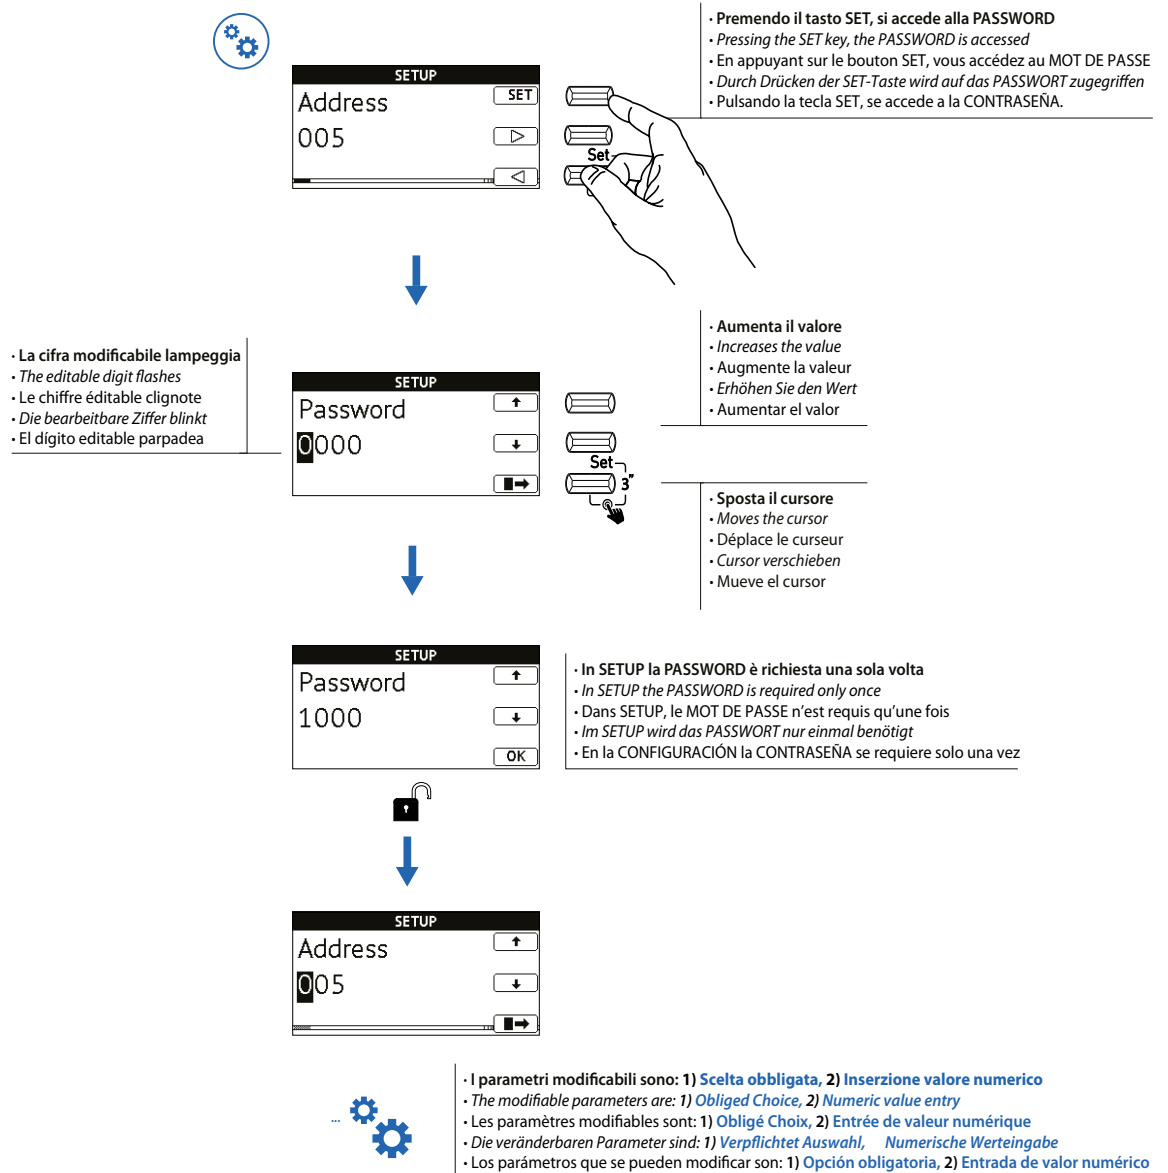 · Premendo il tasto SET, si accede alla PASSWORD
· Pressing the SET key, the PASSWORD is accessed
· En appuyant sur le bouton SET, vous accédez au MOT DE PASSE
· Durch Drücken der SET-Taste wird auf das PASSWORT zugegriffen
· Pulsando la tecla SET, se accede a la CONTRASEÑA.
SETUP
Address
SET
005
Set
· La cifra modificabile lampeggia
· The editable digit flashes
· Le chiffre éditable clignote
· Die bearbeitbare Ziffer blinkt
· El dígito editable parpadea
SETUP
Password
0000
Set
3"
· Aumenta il valore
· Increases the value
· Augmente la valeur
· Erhöhen Sie den Wert
· Aumentar el valor
· Sposta il cursore
· Moves the cursor
· Déplace le curseur
· Cursor verschieben
· Mueve el cursor
SETUP
Password
1000
OK
· In SETUP la PASSWORD è richiesta una sola volta
· In SETUP the PASSWORD is required only once
· Dans SETUP, le MOT DE PASSE n'est requis qu'une fois
· Im SETUP wird das PASSWORT nur einmal benötigt
· En la CONFIGURACIÓN la CONTRASEÑA se requiere solo una vez
SETUP
Address
005
...
· I parametri modificabili sono: 1) Scelta obbligata, 2) Inserzione valore numerico
· The modifiable parameters are: 1) Obliged Choice, 2) Numeric value entry
· Les paramètres modifiables sont: 1) Obligé Choix, 2) Entrée de valeur numérique
· Die veränderbaren Parameter sind: 1) Verpflichtet Auswahl, Numerische Werteingabe
· Los parámetros que se pueden modificar son: 1) Opción obligatoria, 2) Entrada de valor numérico